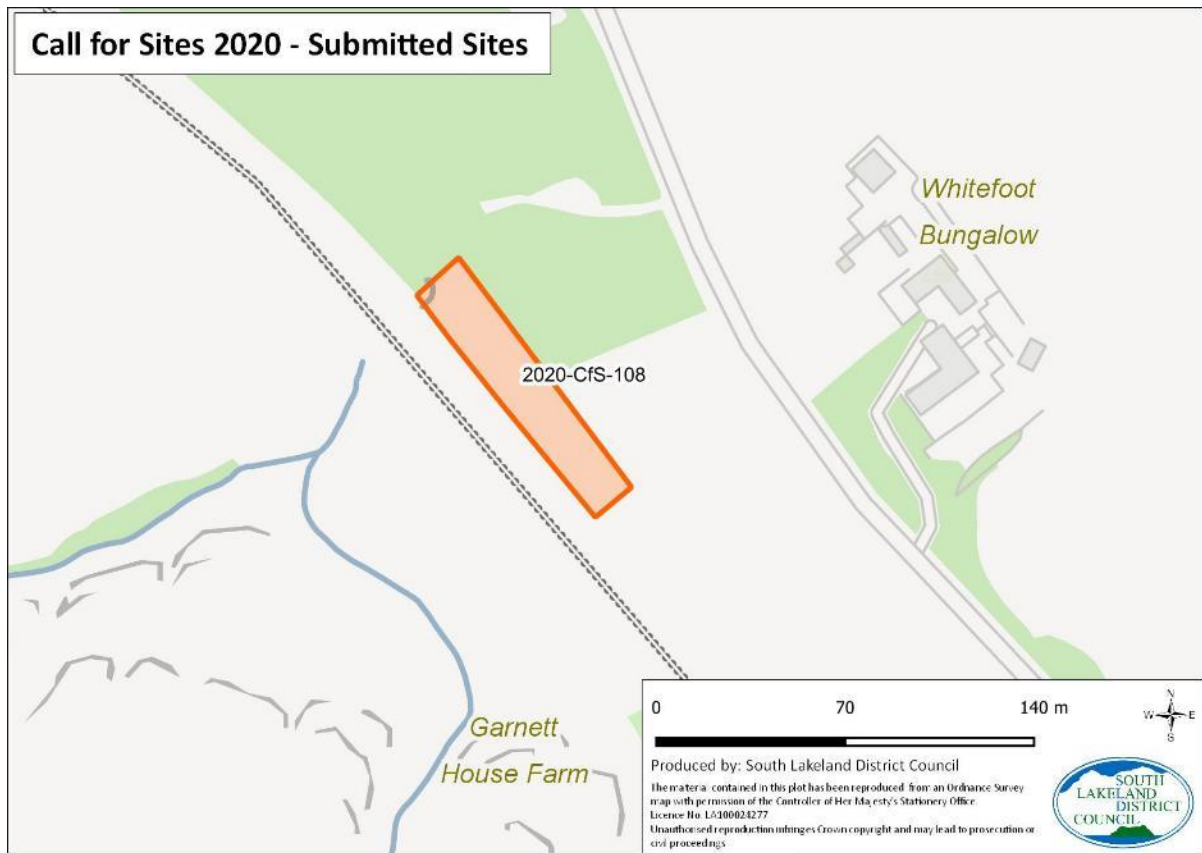 Call for Sites 2020 - Submitted Sites
Whitefoot
Bungalow
2020-CfS-108
Garnett
House Farm
0 70 140 m
N
W E
S
Produced by: South Lakeland District Council
The material contained in this plot has been reproduced from an Ordnance Survey
map with permission of the Controller of Her Majesty's Stationery Office.
Licence No. LA100024277
Unauthorised reproduction infringes Crown copyright and may lead to prosecution or
civil proceedings
SOUTH
LAKELAND
DISTRICT
COUNCIL